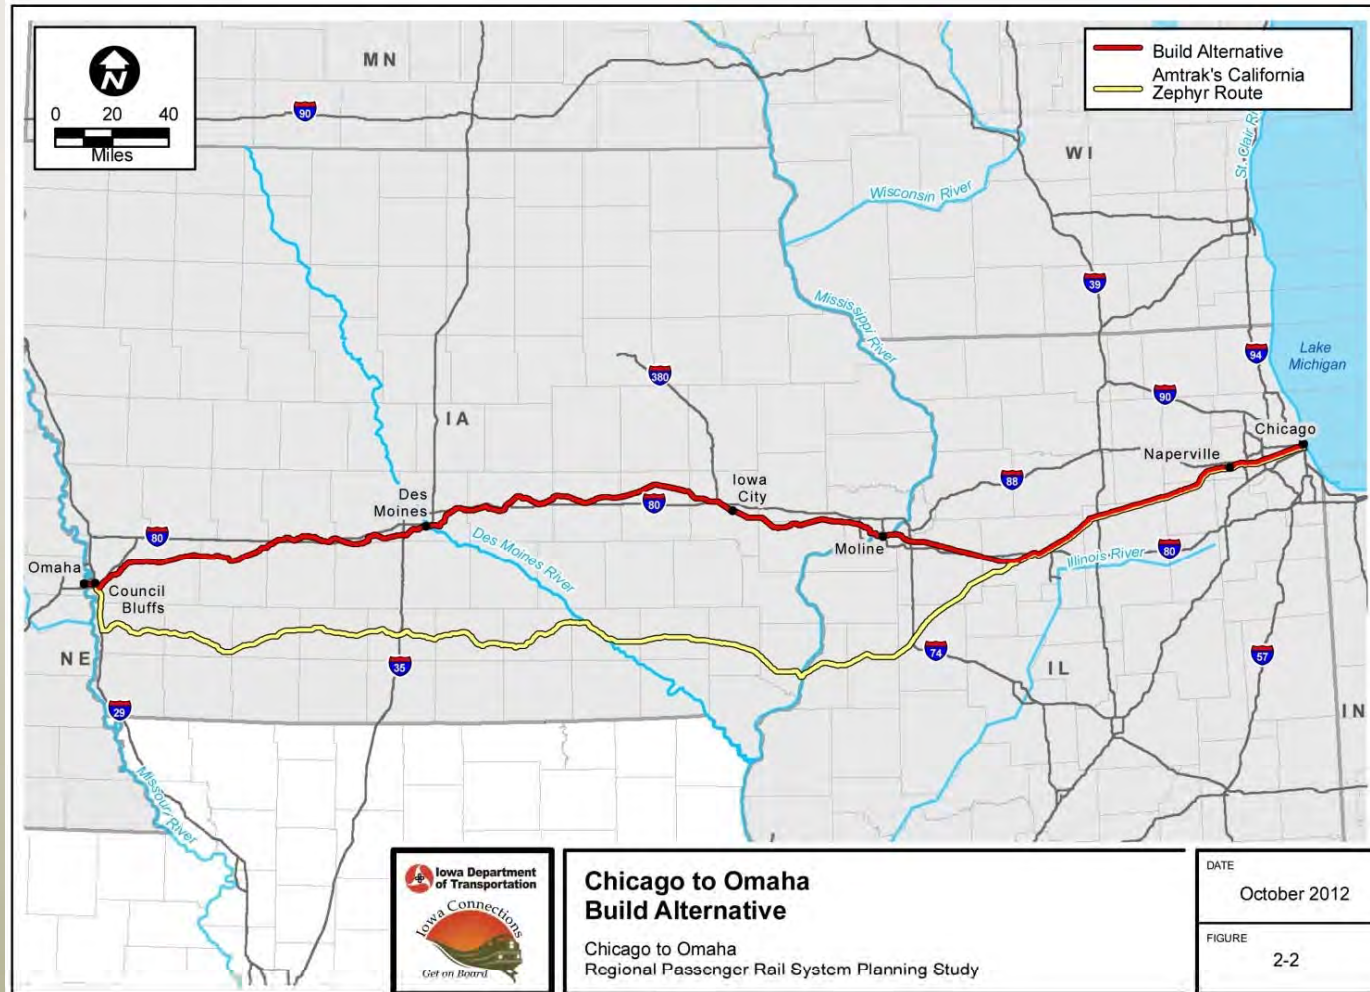 N
0 20 40
Miles
MN
90
Build Alternative
Amtrak's California
Zephyr Route
WI
St. Clair Ri
Wisconsin River
39
Mississippi River
94
Lake
Michigan
380
90
IA
Chicago
Naperville
88
Iowa
City
Des
Moines
80
80
Moline
80
Illinois River
Des Moines River
Omaha
Council
Bluffs
NE
35
74
IL
57
29
IN
Missouri River
Iowa Department
of Transportation
Iowa Connections
Get on Board
Chicago to Omaha
Build Alternative
Chicago to Omaha
Regional Passenger Rail System Planning Study
DATE
October 2012
FIGURE
2-2